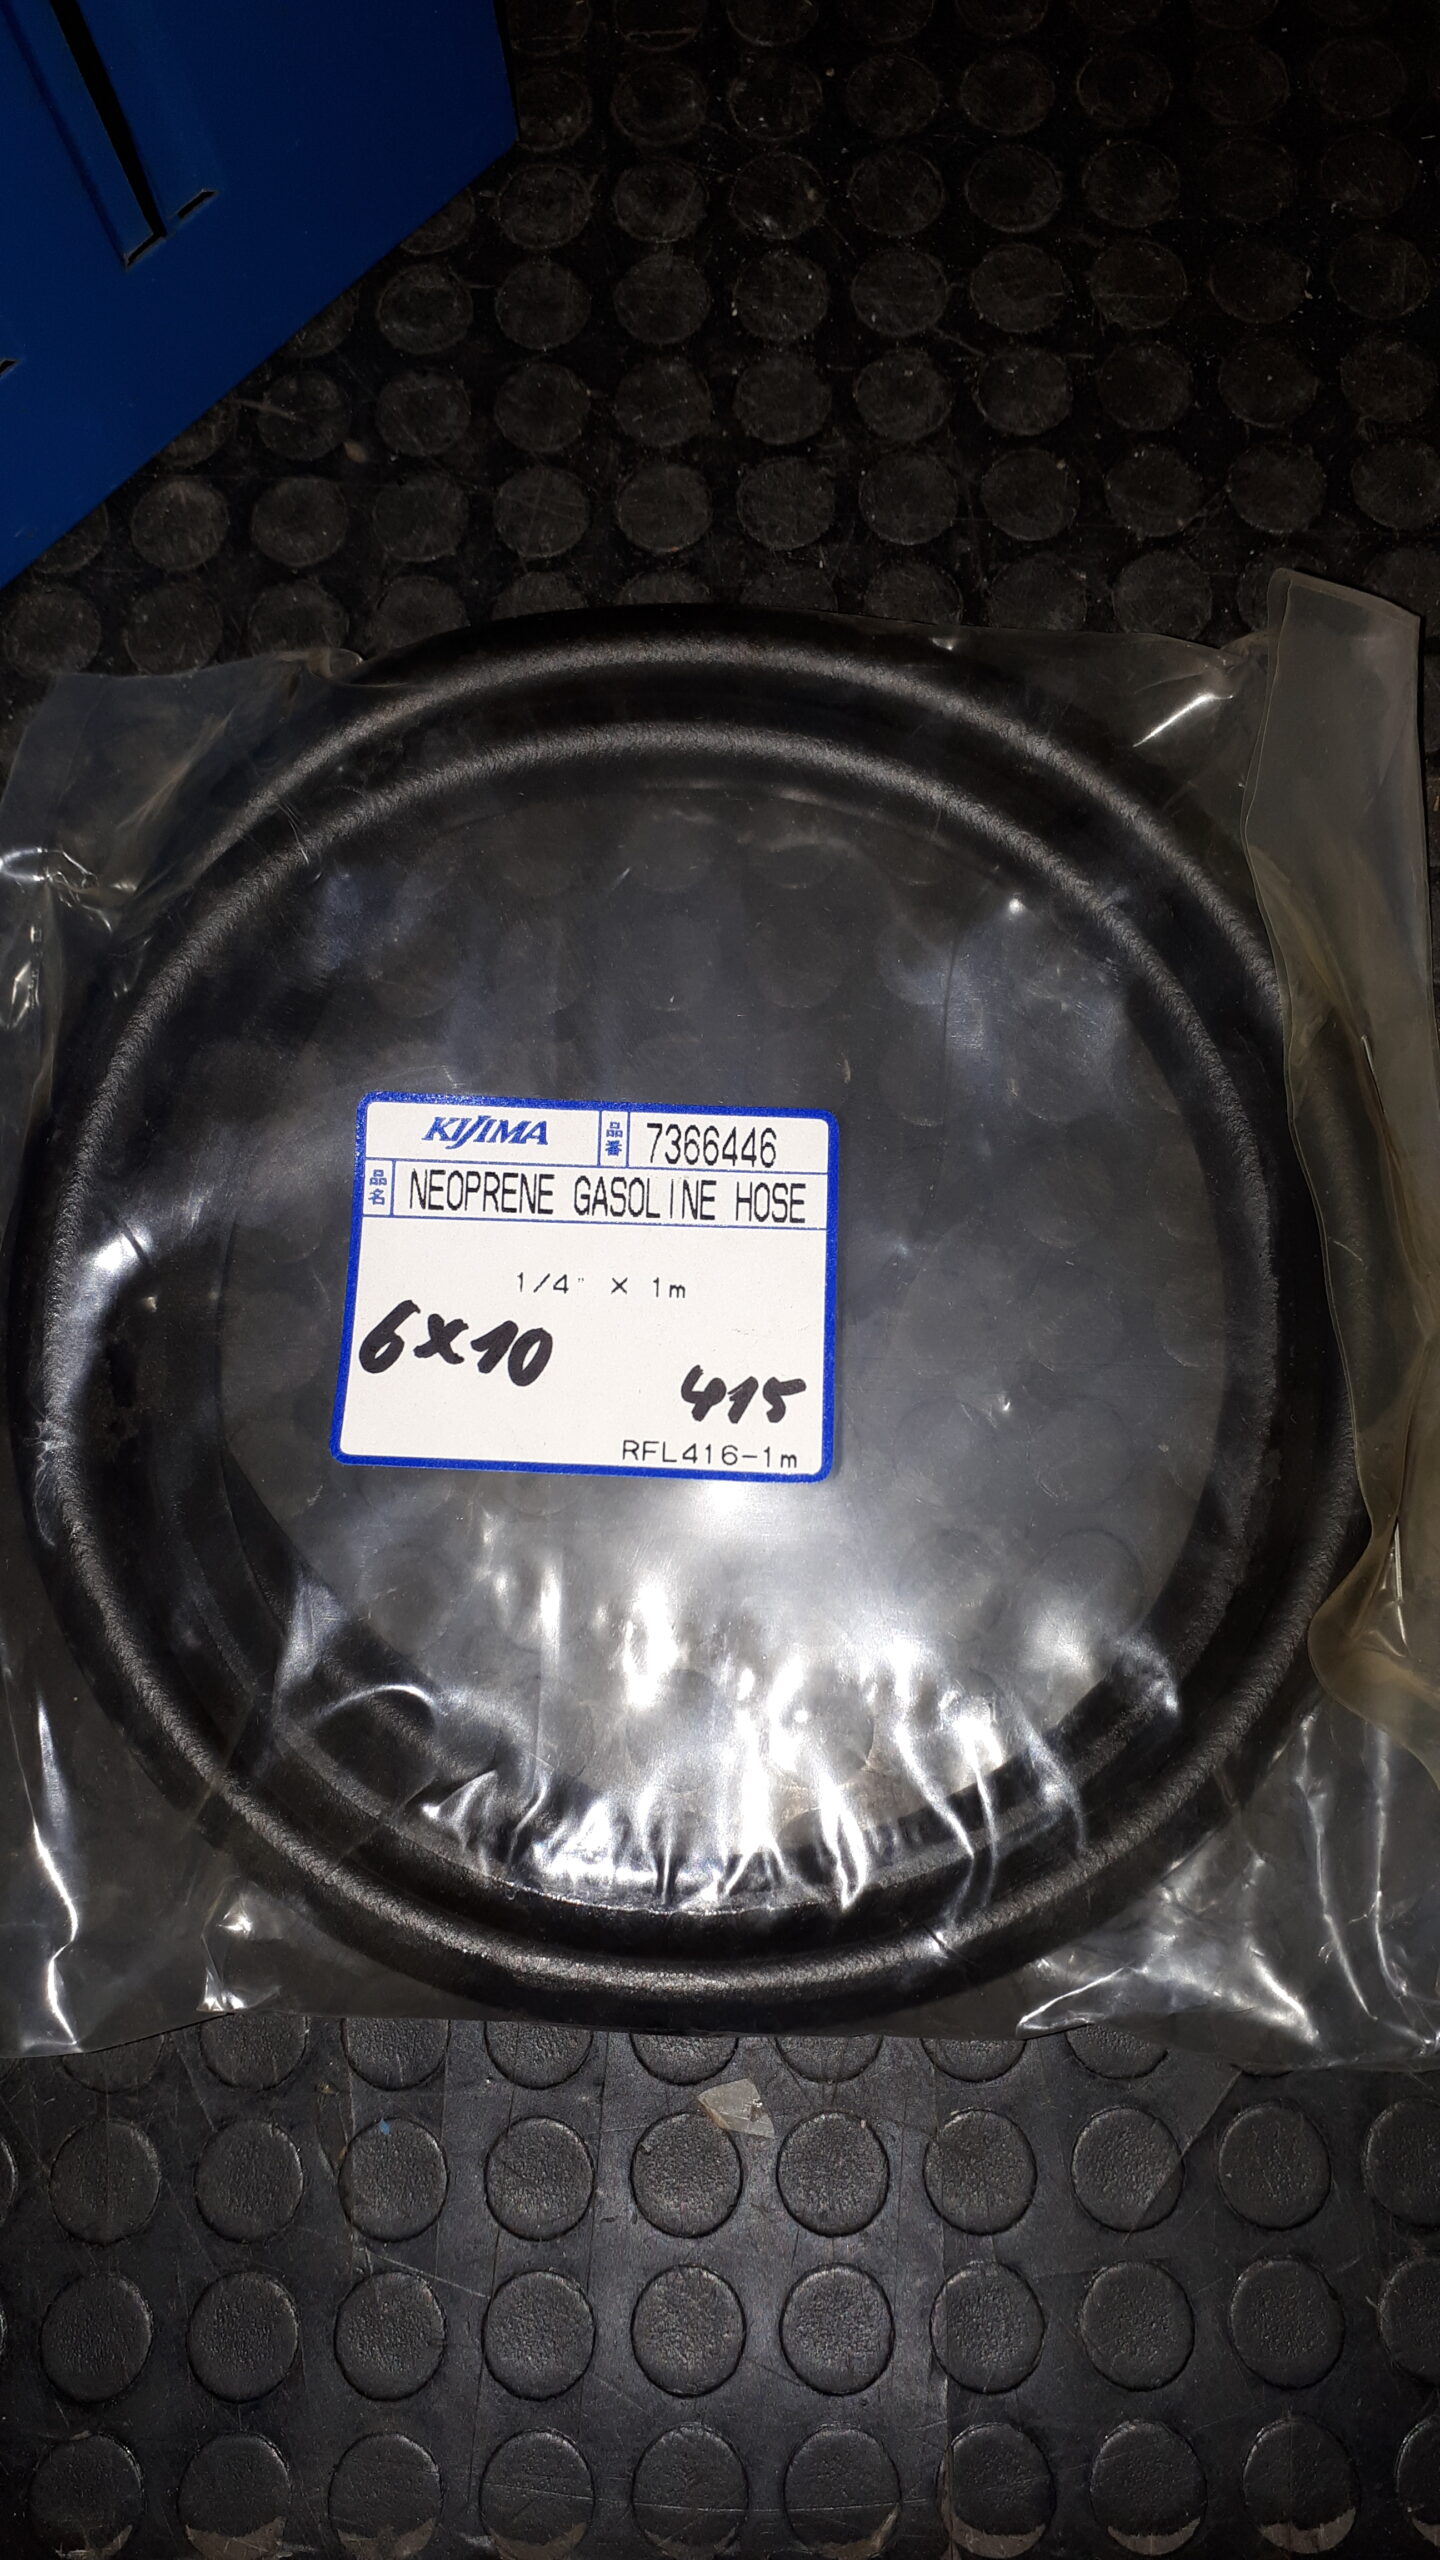 KIJIMA 品番 7366446
品名 NEOPRENE GASOLINE HOSE
1/4" X 1m
6x10
415
RFL416-1m